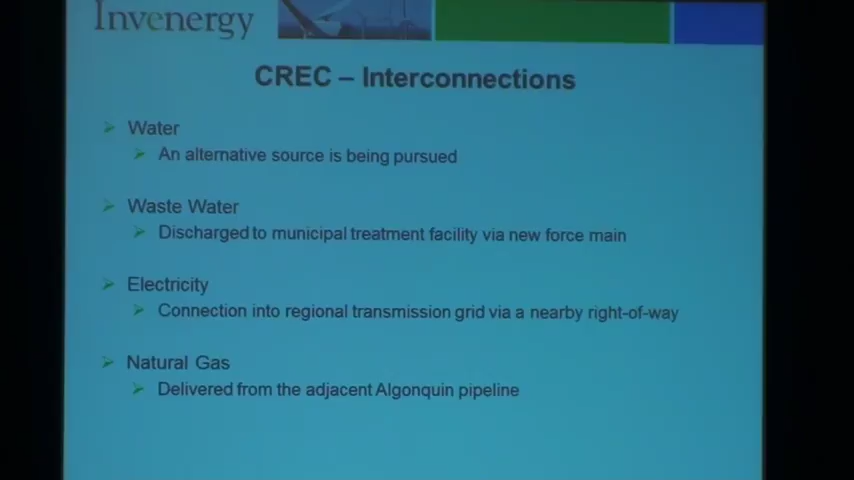 Invenergy
CREC – Interconnections
Water
An alternative source is being pursued
Waste Water
Discharged to municipal treatment facility via new force main
Electricity
Connection into regional transmission grid via a nearby right-of-way
Natural Gas
Delivered from the adjacent Algonquin pipeline